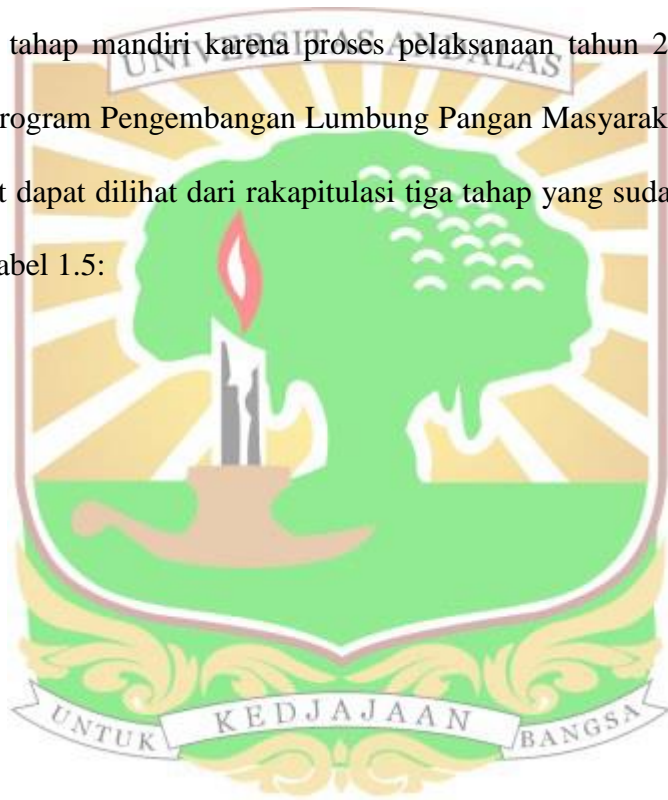 tahap mandiri karena proses pelaksanaan tahun 2
UNIVERSITAS ANDALAS
rogram Pengembangan Lumbung Pangan Masyarak
t dapat dilihat dari rakapitulasi tiga tahap yang suda
abel 1.5:
UNTUK KEDJAJAAN BANGSA